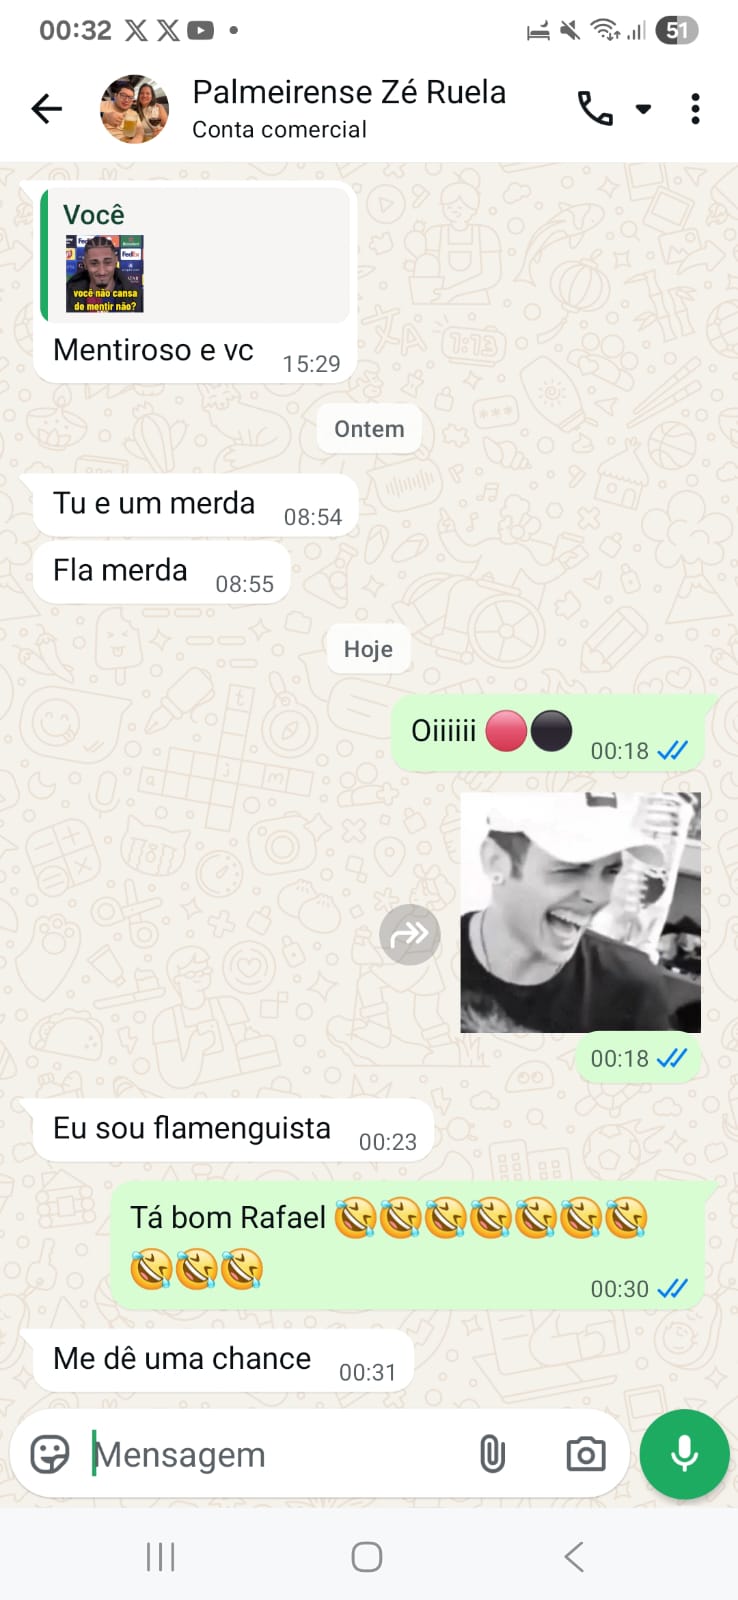 00:32
51
Palmeirense Zé Ruela
Conta comercial
Você
FedEx
você não cansa
de mentir não?
Mentiroso e vc 15:29
Ontem
Tu e um merda 08:54
Fla merda 08:55
Hoje
Oiiiiii 🔴⚫ 00:18
00:18
Eu sou flamenguista 00:23
Tá bom Rafael 🤣🤣🤣🤣🤣🤣🤣
🤣🤣🤣 00:30
Me dê uma chance 00:31
Mensagem